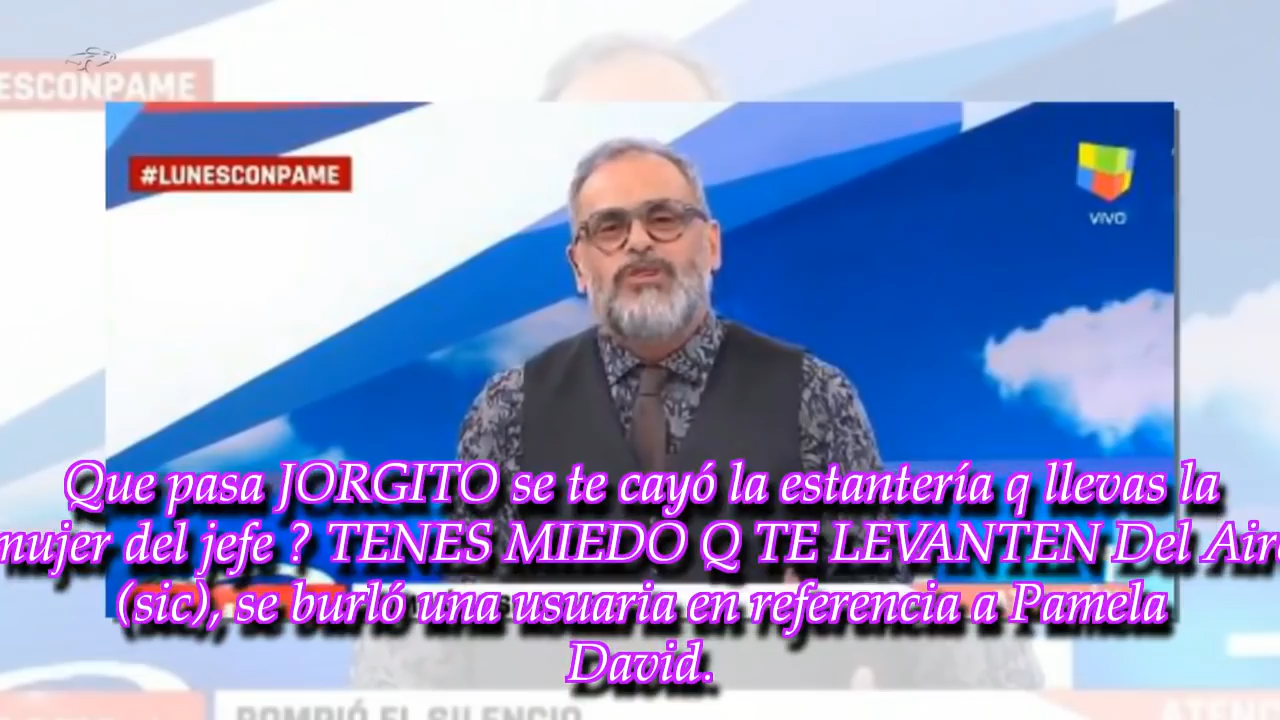 ESCONPAME
#LUNESCONPAME
VIVO
Que pasa JORGITO se te cayó la estantería q llevas la
mujer del jefe ? TENES MIEDO Q TE LEVANTEN Del Aire
(sic), se burló una usuaria en referencia a Pamela
David.
ROMPIÓ EL SILENCIO